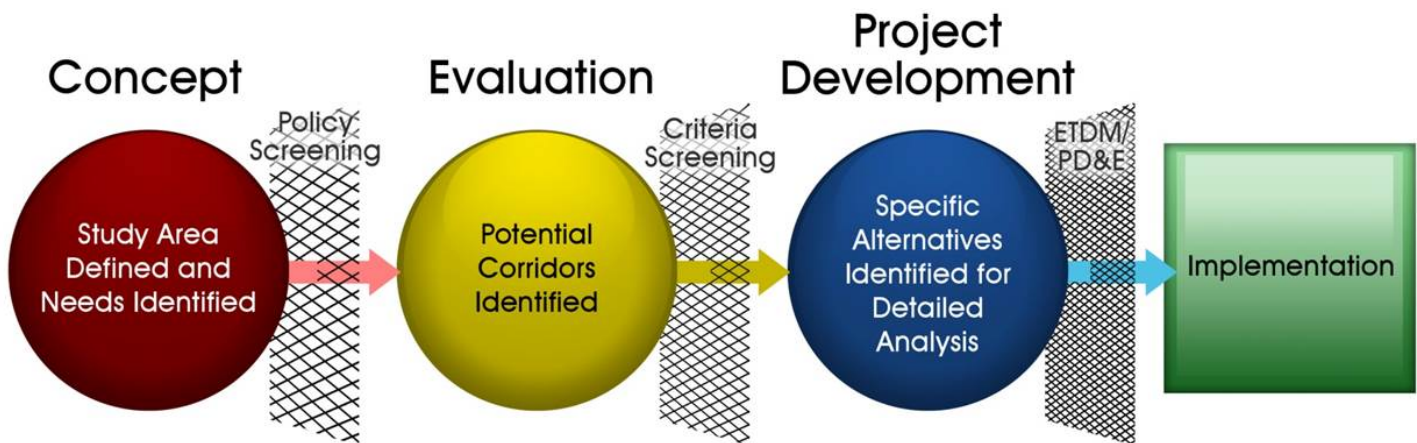 Concept
Policy
Screening
Study Area
Defined and
Needs Identified
Evaluation
Criteria
Screening
Potential
Corridors
Identified
Project
Development
ETDM/
PD&E
Specific
Alternatives
Identified for
Detailed
Analysis
Implementation